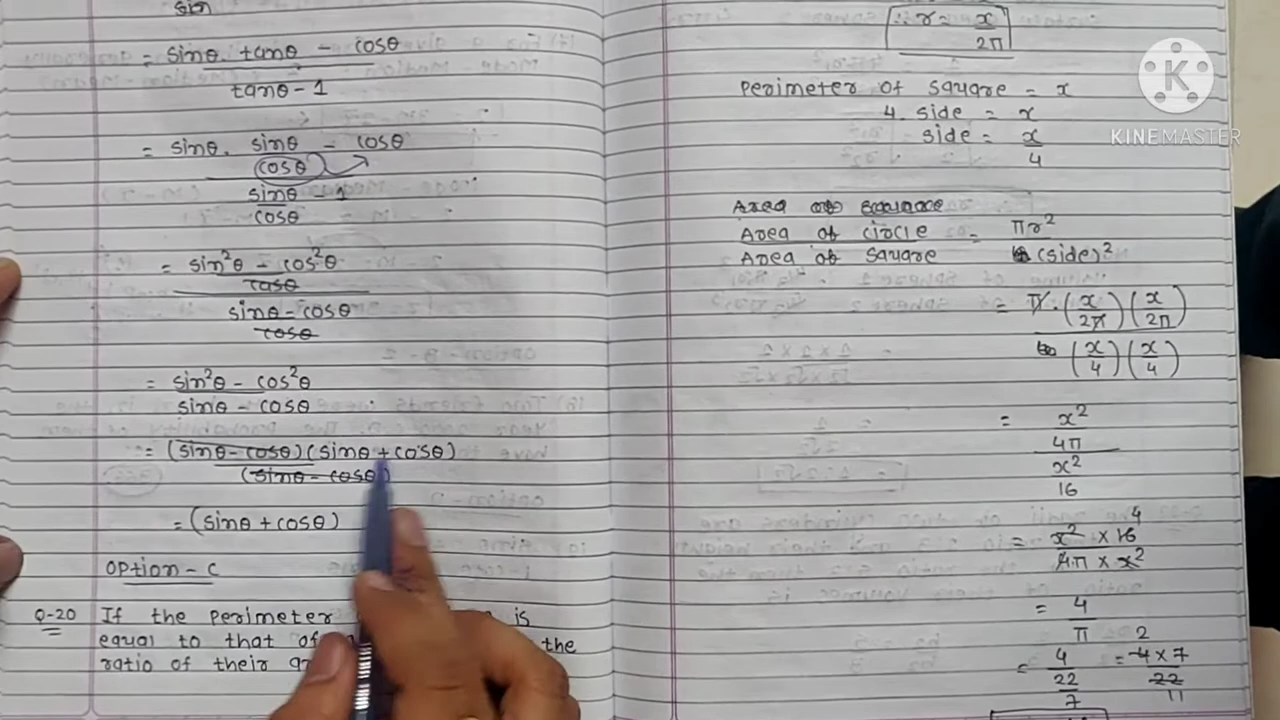 sin
= sinθ. tanθ - cosθ
tanθ - 1
= sinθ. sinθ - cosθ
cosθ
sinθ - 1
cosθ
= sin²θ - cos²θ
cosθ
sinθ - cosθ
cosθ
= sin²θ - cos²θ
sinθ - cosθ
= (sinθ - cosθ)(sinθ + cosθ)
(sinθ - cosθ)
= (sinθ + cosθ)
Option - C
Q-20 If the perimeter is
equal to that of the
ratio of their
∴ r = x
2π
Perimeter of square = x
4. side = x
side = x
4
Area of square
Area of circle = πr²
Area of square (side)²
= π. (x/2π) (x/2π)
(x/4) (x/4)
= x²
4π
x²
16
= x² × 16 4
4π × x²
= 4
π
= 4 = 4 × 7 2
22 22
7 11
K
KINEMASTER